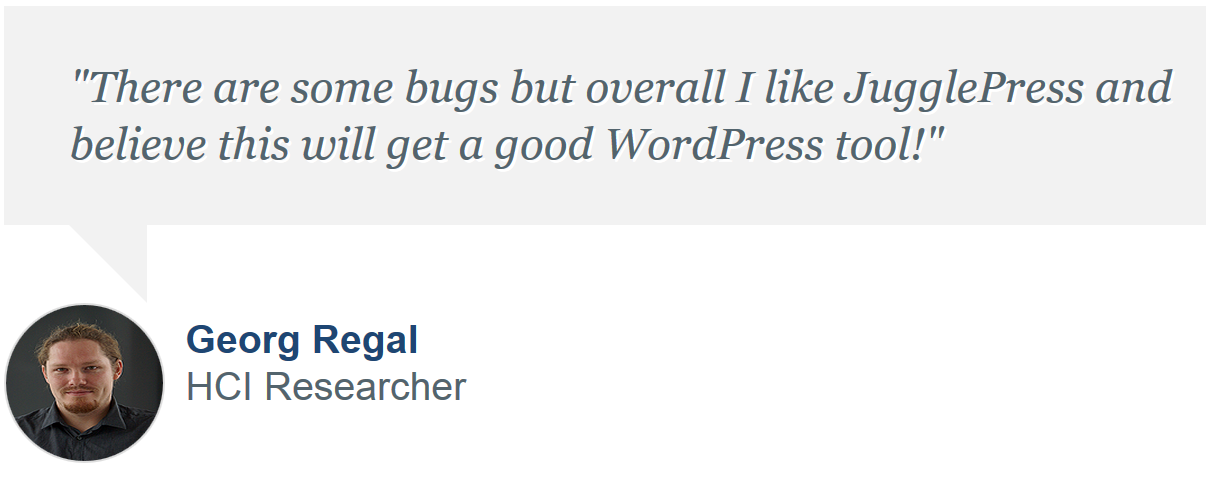 "There are some bugs but overall I like JugglePress and
believe this will get a good WordPress tool!"
Georg Regal
HCI Researcher